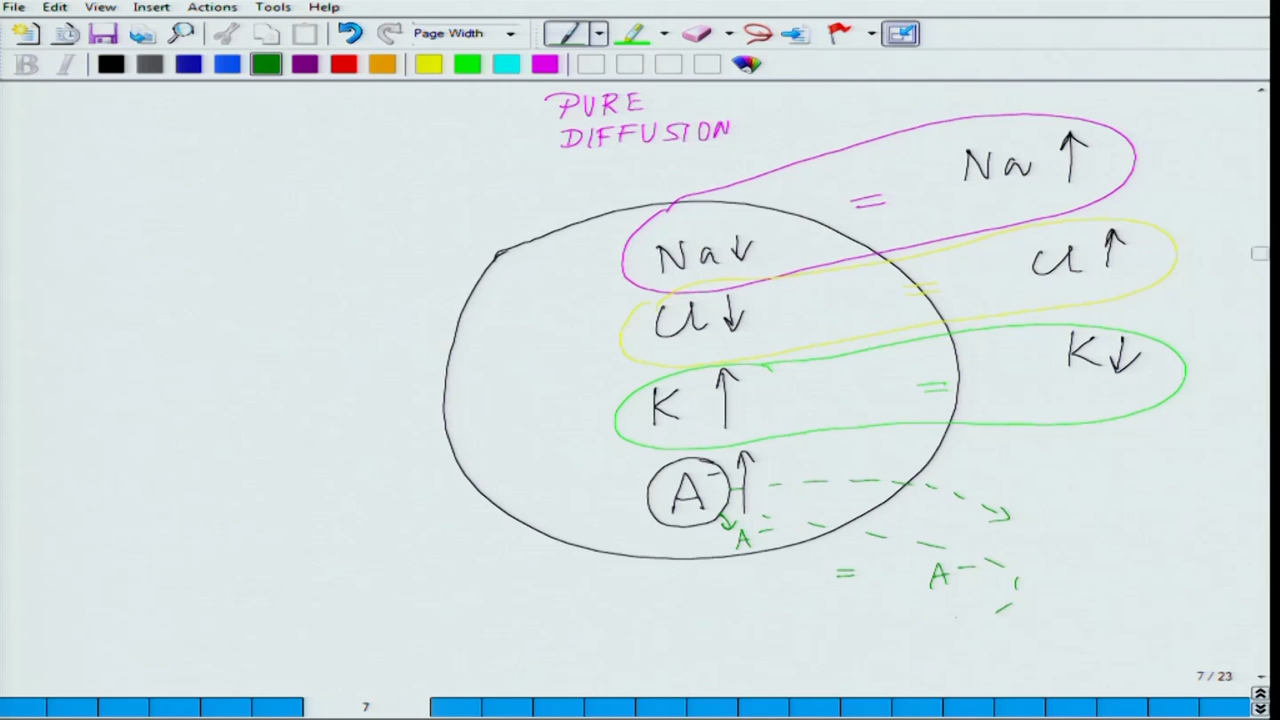 File Edit View Insert Actions Tools Help
Page Width
B I
PURE
DIFFUSION
Na↑
= 
Na↓
Cl↑
=
Cl↓
K↓
K↑
=
A⁻↑
A⁻
= A⁻
7 / 23
7